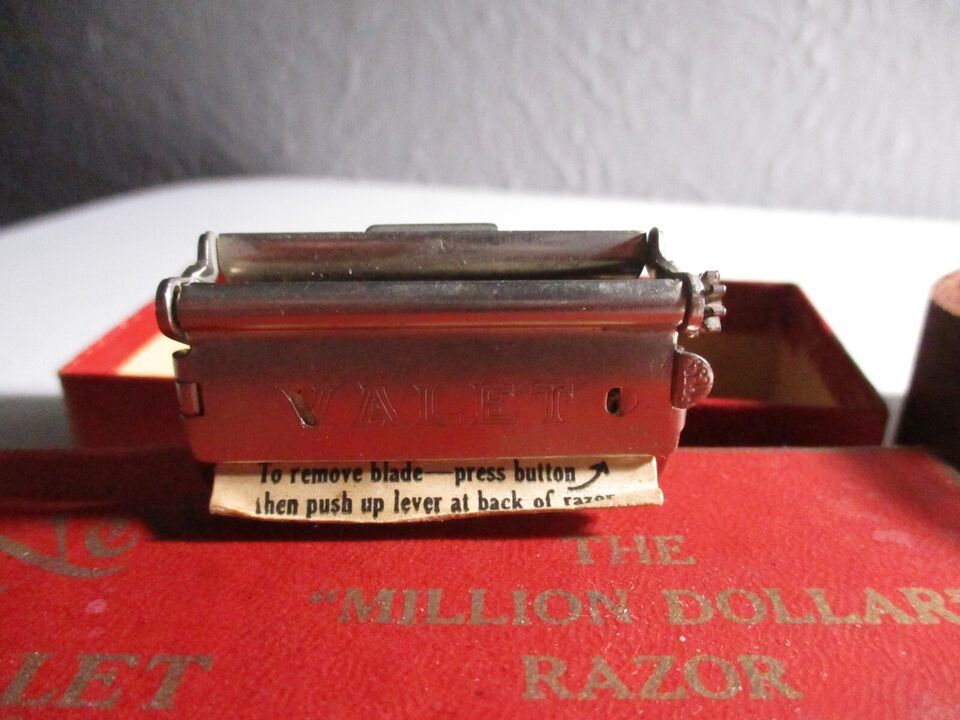 VALET
To remove blade—press button
then push up lever at back of razor
Ne
THE
"MILLION DOLLAR"
LET
RAZOR